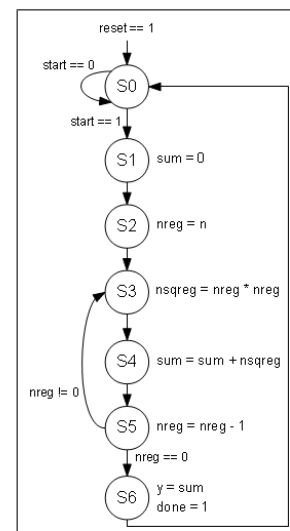 reset == 1
start == 0
S0
start == 1
S1 sum = 0
S2 nreg = n
S3 nsqreg = nreg * nreg
S4 sum = sum + nsqreg
nreg != 0
S5 nreg = nreg - 1
nreg == 0
S6 y = sum
done = 1